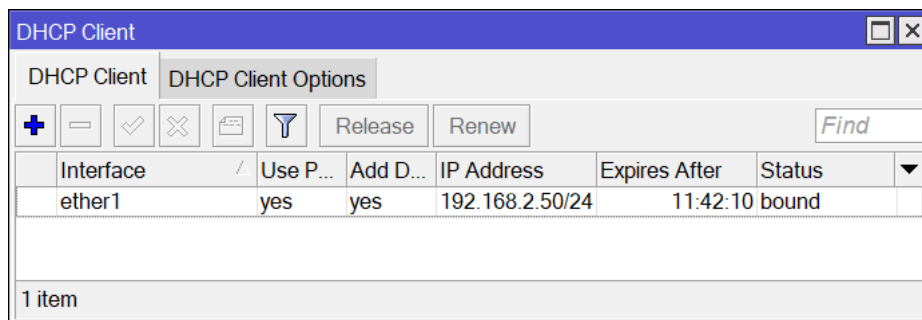 DHCP Client
DHCP Client DHCP Client Options
Release Renew Find
Interface Use P... Add D... IP Address Expires After Status
ether1 yes yes 192.168.2.50/24 11:42:10 bound
1 item